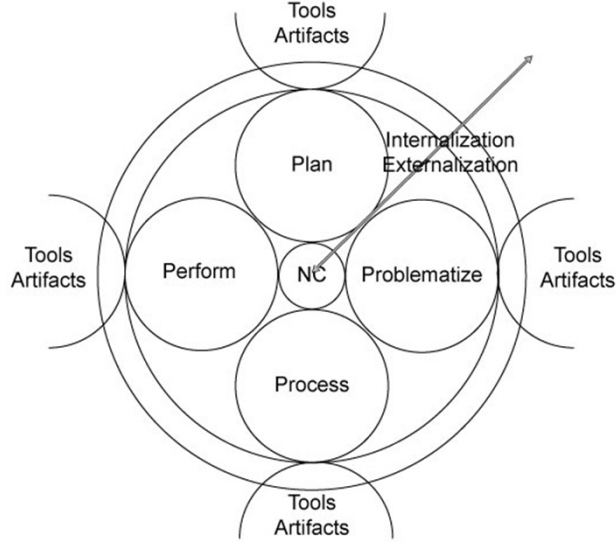 Tools
Artifacts
Internalization
Externalization
Plan
Tools
Artifacts
Perform
NC
Problematize
Tools
Artifacts
Process
Tools
Artifacts